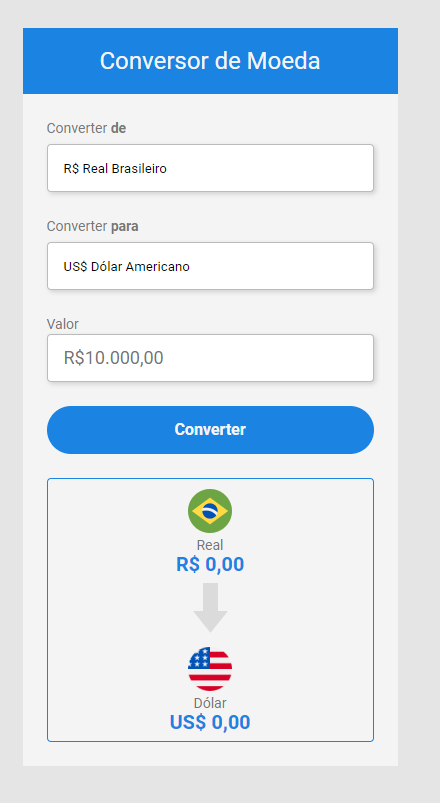 Conversor de Moeda
Converter de
R$ Real Brasileiro
Converter para
US$ Dólar Americano
Valor
R$10.000,00
Converter
Real
R$ 0,00
Dólar
US$ 0,00